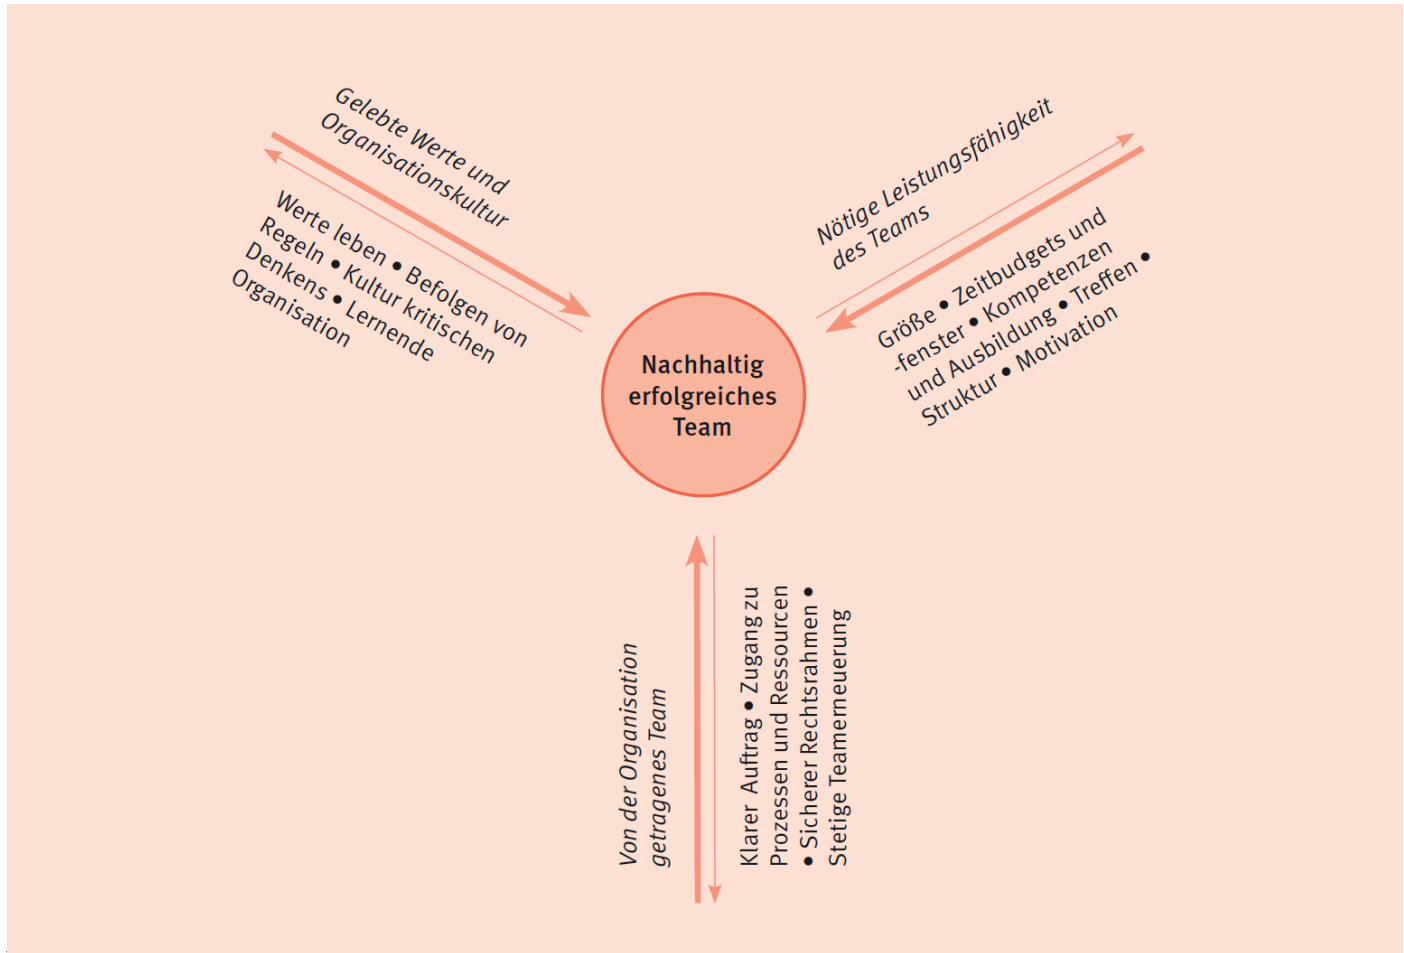 Gelebte Werte und
Organisationskultur
Werte leben • Befolgen von
Regeln • Kultur kritischen
Denkens • Lernende
Organisation
Nötige Leistungsfähigkeit
des Teams
Größe • Zeitbudgets und
-fenster • Kompetenzen
und Ausbildung • Treffen •
Struktur • Motivation
Nachhaltig
erfolgreiches
Team
Von der Organisation
getragenes Team
Klarer Auftrag • Zugang zu
Prozessen und Ressourcen
• Sicherer Rechtsrahmen •
Stetige Teamerneuerung